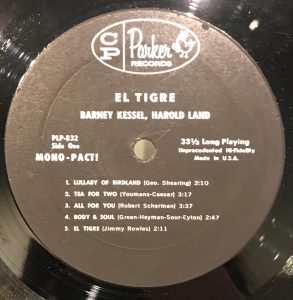 CP Parker
RECORDS
EL TIGRE
BARNEY KESSEL, HAROLD LAND
PLP-832
Side One
MONO-PACT!
33⅓ Long Playing
Unprecedented Hi-Fidelity
Made in U.S.A.
1. LULLABY OF BIRDLAND (Geo. Shearing) 3:10
2. TEA FOR TWO (Youmans-Caesar) 3:17
3. ALL FOR YOU (Robert Scherman) 3:37
4. BODY & SOUL (Green-Heyman-Sour-Eyton) 2:47
5. EL TIGRE (Jimmy Rowles) 2:11